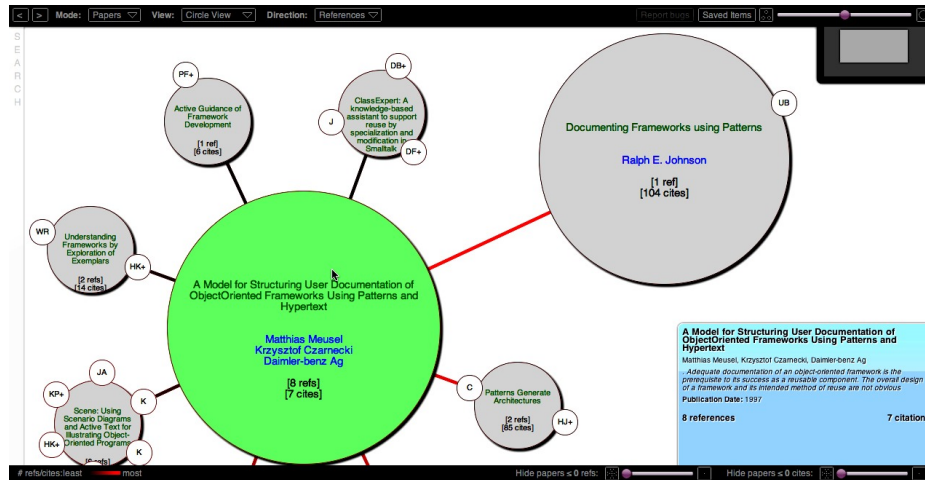 < > Mode: Papers View: Circle View Direction: References Report bugs Saved Items
S
E
A
R
C
H
PF+
Active Guidance of
Framework
Development
[1 ref]
[6 cites]
DB+
J
ClassExpert: A
knowledge-based
assistant to support
reuse by
specialization and
modification in
Smalltalk
DF+
UB
Documenting Frameworks using Patterns
Ralph E. Johnson
[1 ref]
[104 cites]
WR
Understanding
Frameworks by
Exploration of
Exemplars
HK+
[2 refs]
[14 cites]
A Model for Structuring User Documentation of
ObjectOriented Frameworks Using Patterns and
Hypertext
Matthias Meusel
Krzysztof Czarnecki
Daimler-benz Ag
[8 refs]
[7 cites]
JA
KP+
K
Scene: Using
Scenario Diagrams
and Active Text for
Illustrating Object-
Oriented Programs
HK+
K
C
Patterns Generate
Architectures
[2 refs]
[85 cites]
HJ+
A Model for Structuring User Documentation of
ObjectOriented Frameworks Using Patterns and
Hypertext
Matthias Meusel, Krzysztof Czarnecki, Daimler-benz Ag
. Adequate documentation of an object-oriented framework is the
prerequisite to its success as a reusable component. The overall design
of a framework and its intended method of reuse are not obvious
Publication Date: 1997
8 references 7 citation
# refs/cites:least most Hide papers ≤ 0 refs: Hide papers ≤ 0 cites: